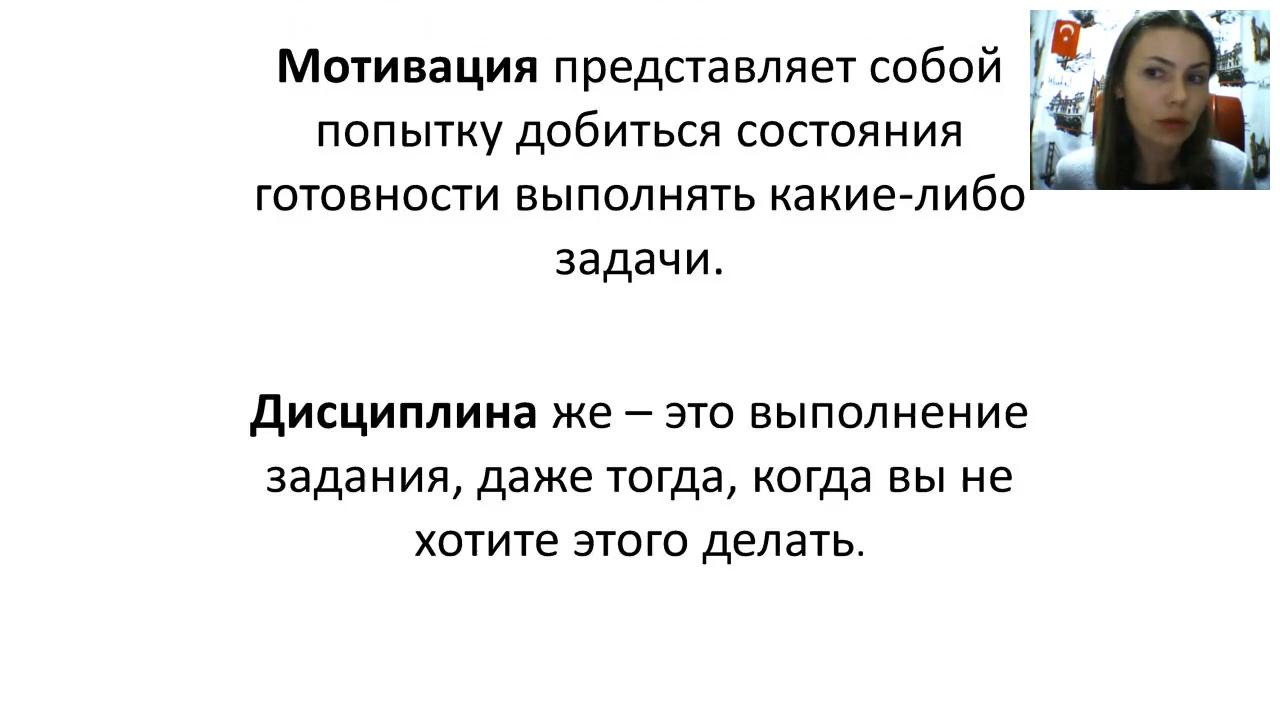 Мотивация представляет собой
попытку добиться состояния
готовности выполнять какие-либо
задачи.
Дисциплина же – это выполнение
задания, даже тогда, когда вы не
хотите этого делать.